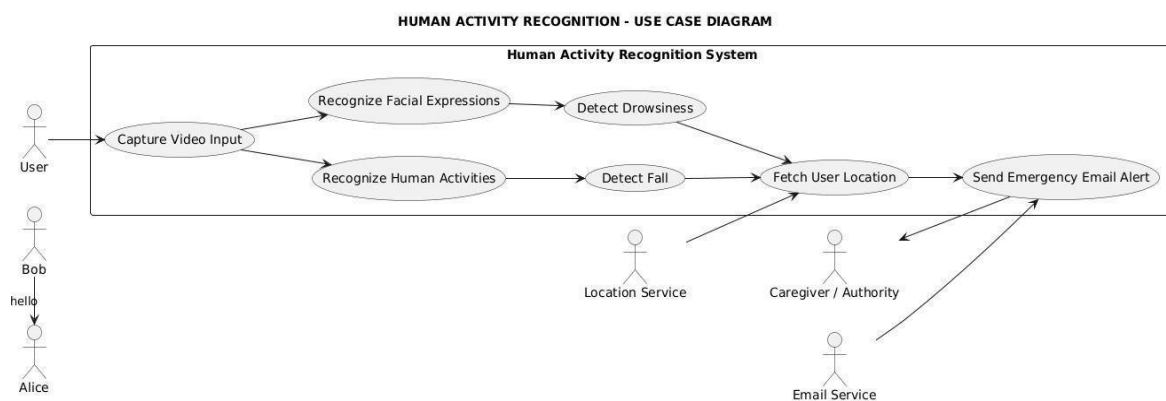 HUMAN ACTIVITY RECOGNITION - USE CASE DIAGRAM
Human Activity Recognition System
Recognize Facial Expressions
Detect Drowsiness
Capture Video Input
User
Recognize Human Activities
Detect Fall
Fetch User Location
Send Emergency Email Alert
Bob
hello
Alice
Location Service
Caregiver / Authority
Email Service